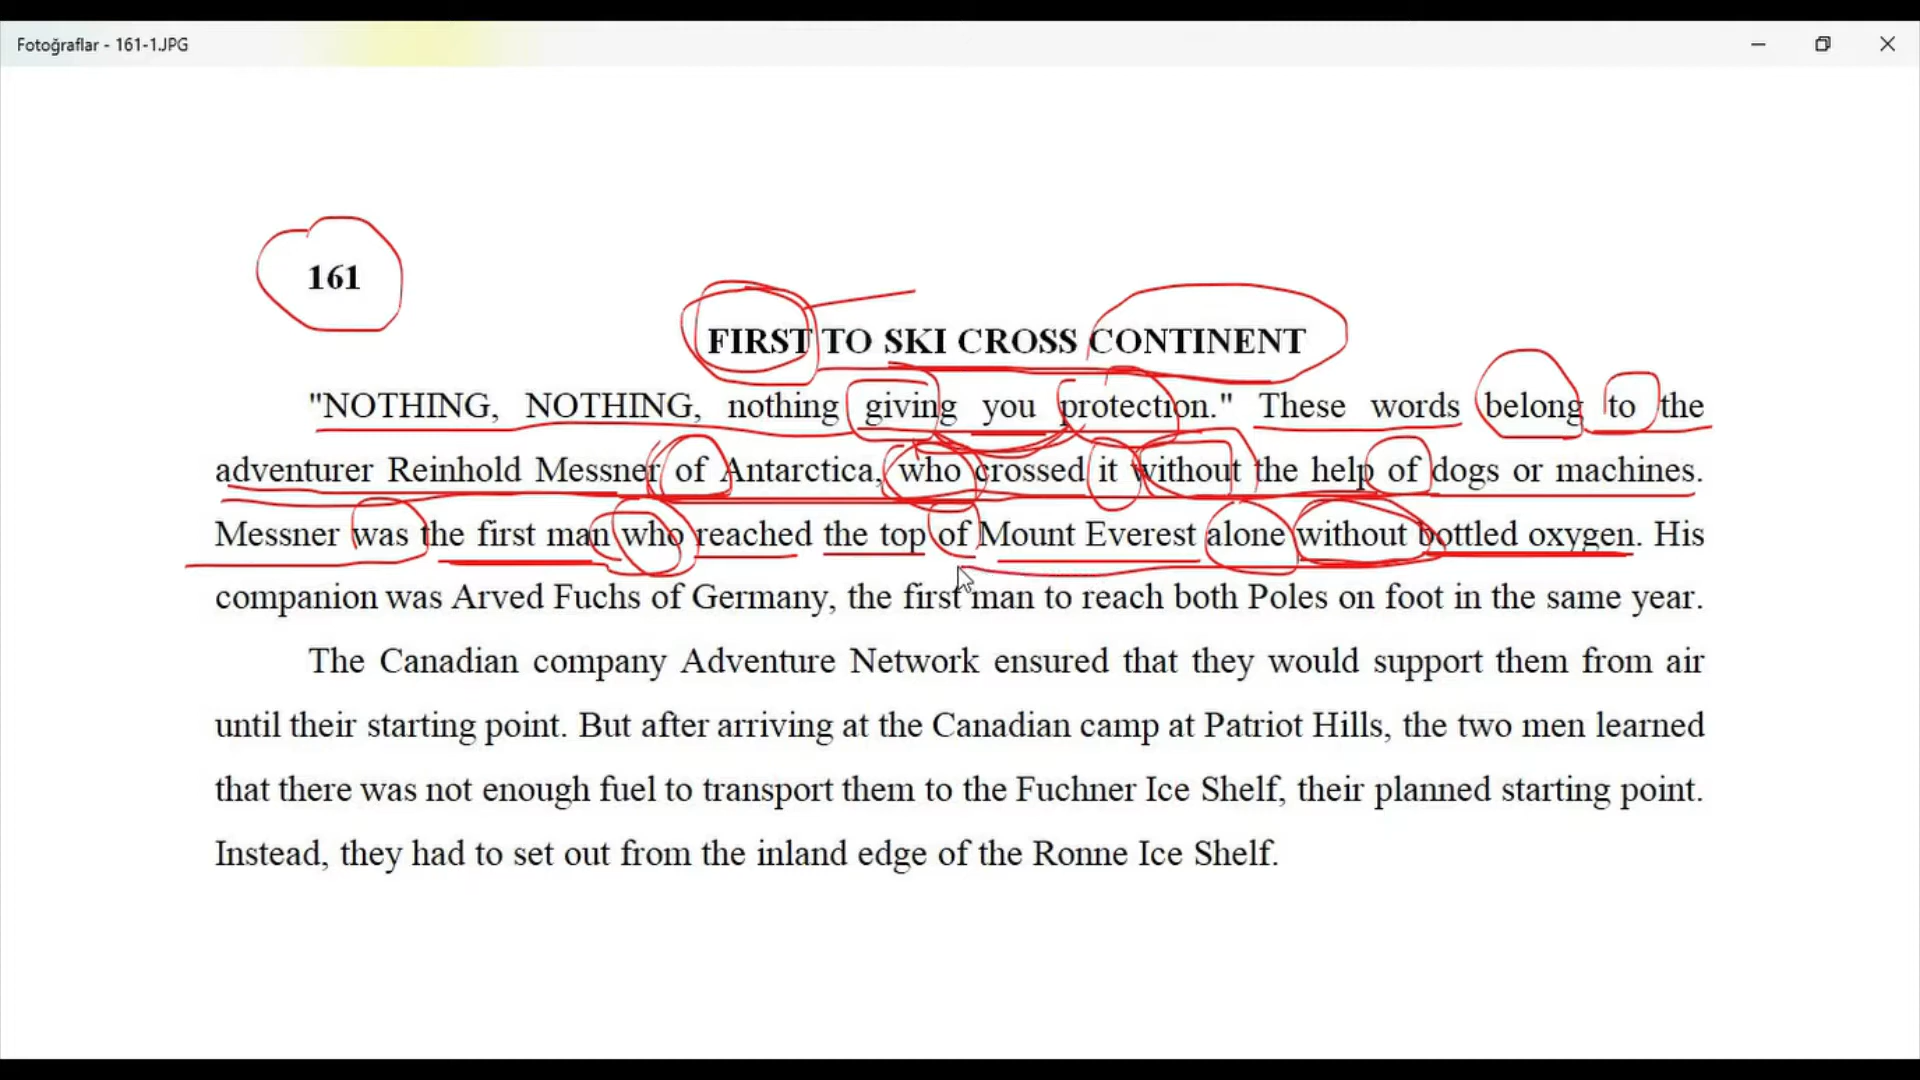 Fotoğraflar - 161-1.JPG
161
FIRST TO SKI CROSS CONTINENT
"NOTHING, NOTHING, nothing giving you protection." These words belong to the
adventurer Reinhold Messner of Antarctica, who crossed it without the help of dogs or machines.
Messner was the first man who reached the top of Mount Everest alone without bottled oxygen. His
companion was Arved Fuchs of Germany, the first man to reach both Poles on foot in the same year.
The Canadian company Adventure Network ensured that they would support them from air
until their starting point. But after arriving at the Canadian camp at Patriot Hills, the two men learned
that there was not enough fuel to transport them to the Fuchner Ice Shelf, their planned starting point.
Instead, they had to set out from the inland edge of the Ronne Ice Shelf.